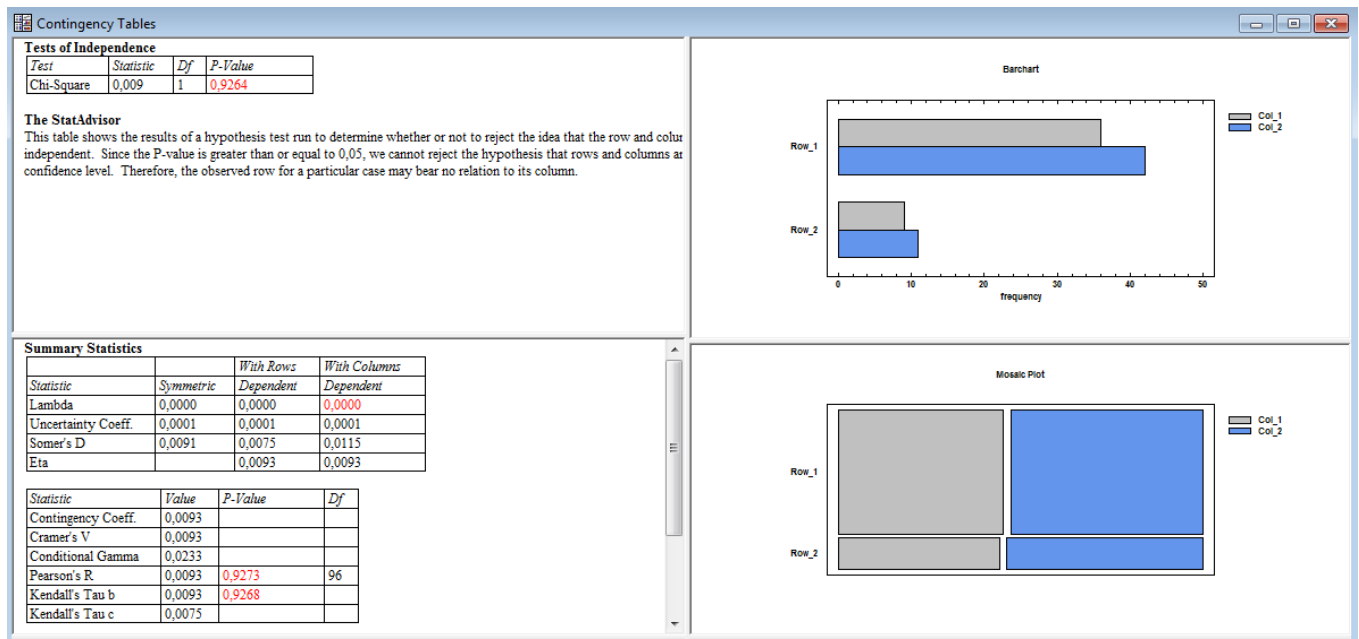 Contingency Tables
Tests of Independence
Test Statistic Df P-Value
Chi-Square 0,009 1 0,9264
The StatAdvisor
This table shows the results of a hypothesis test run to determine whether or not to reject the idea that the row and colur
independent. Since the P-value is greater than or equal to 0,05, we cannot reject the hypothesis that rows and columns ar
confidence level. Therefore, the observed row for a particular case may bear no relation to its column.
Barchart
Col_1
Col_2
Row_1
Row_2
0 10 20 30 40 50
frequency
Summary Statistics
With Rows With Columns
Statistic Symmetric Dependent Dependent
Lambda 0,0000 0,0000 0,0000
Uncertainty Coeff. 0,0001 0,0001 0,0001
Somer's D 0,0091 0,0075 0,0115
Eta 0,0093 0,0093
Statistic Value P-Value Df
Contingency Coeff. 0,0093
Cramer's V 0,0093
Conditional Gamma 0,0233
Pearson's R 0,0093 0,9273 96
Kendall's Tau b 0,0093 0,9268
Kendall's Tau c 0,0075
Mosaic Plot
Col_1
Col_2
Row_1
Row_2